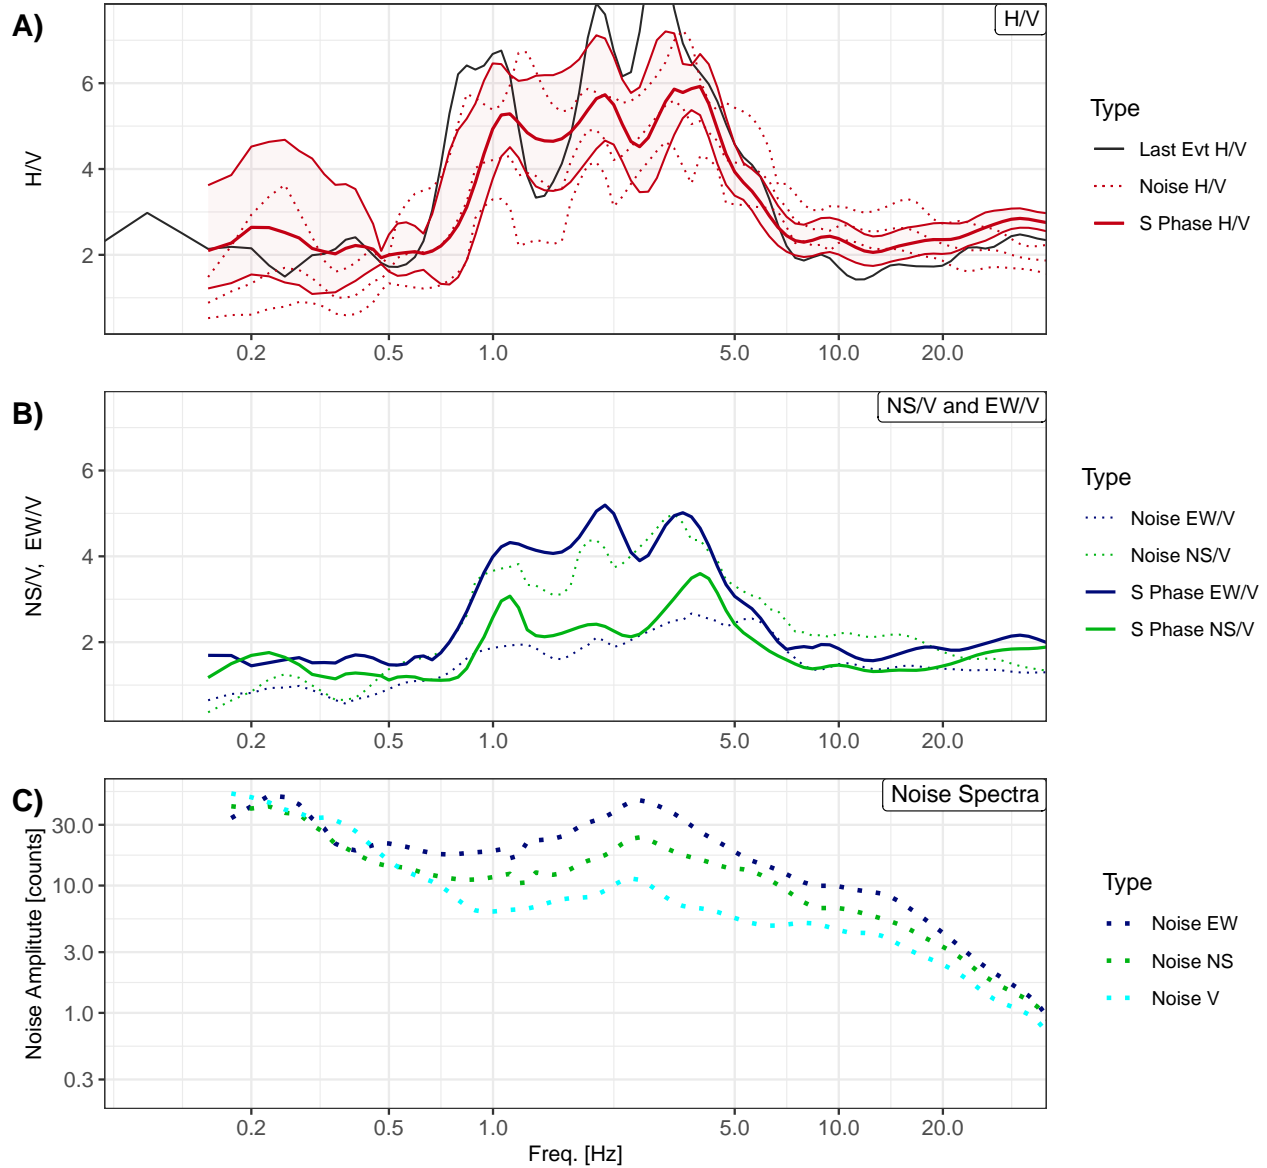 A)
H/V
H/V
6
4
2
0.2 0.5 1.0 5.0 10.0 20.0
Type
Last Evt H/V
Noise H/V
S Phase H/V
B)
NS/V and EW/V
NS/V, EW/V
6
4
2
0.2 0.5 1.0 5.0 10.0 20.0
Type
Noise EW/V
Noise NS/V
S Phase EW/V
S Phase NS/V
C)
Noise Spectra
Noise Amplitute [counts]
30.0
10.0
3.0
1.0
0.3
0.2 0.5 1.0 5.0 10.0 20.0
Freq. [Hz]
Type
Noise EW
Noise NS
Noise V